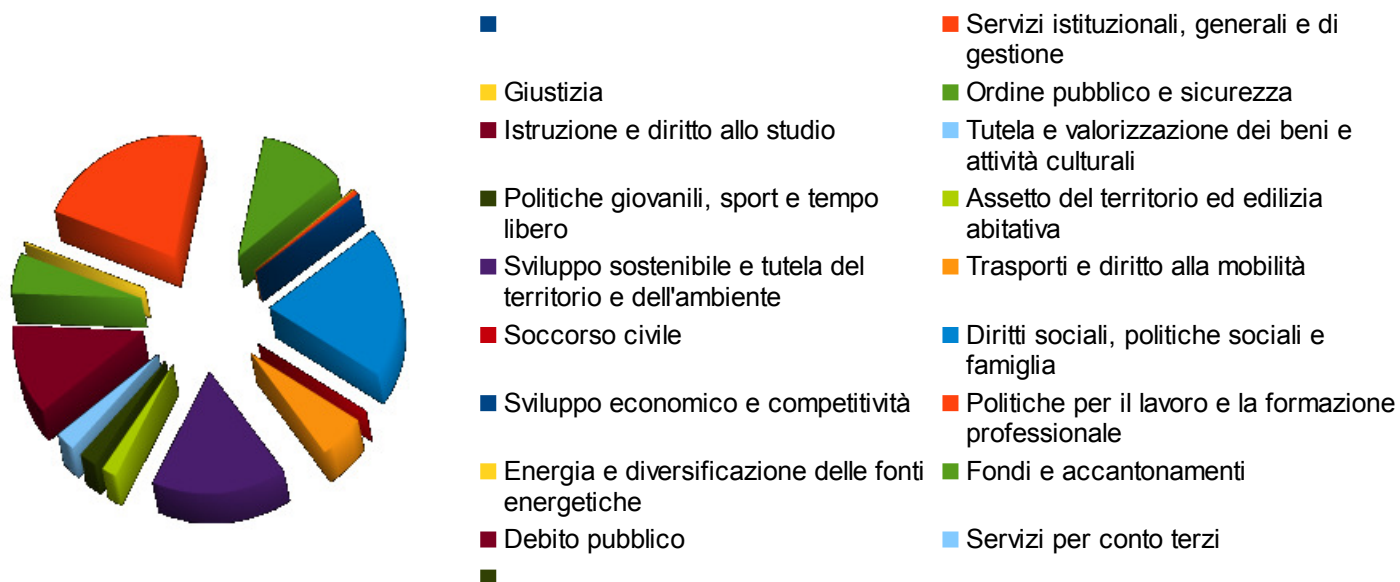 Servizi istituzionali, generali e di
gestione
Giustizia
Ordine pubblico e sicurezza
Istruzione e diritto allo studio
Tutela e valorizzazione dei beni e
attività culturali
Politiche giovanili, sport e tempo
libero
Assetto del territorio ed edilizia
abitativa
Sviluppo sostenibile e tutela del
territorio e dell'ambiente
Trasporti e diritto alla mobilità
Soccorso civile
Diritti sociali, politiche sociali e
famiglia
Sviluppo economico e competitività
Politiche per il lavoro e la formazione
professionale
Energia e diversificazione delle fonti
energetiche
Fondi e accantonamenti
Debito pubblico
Servizi per conto terzi